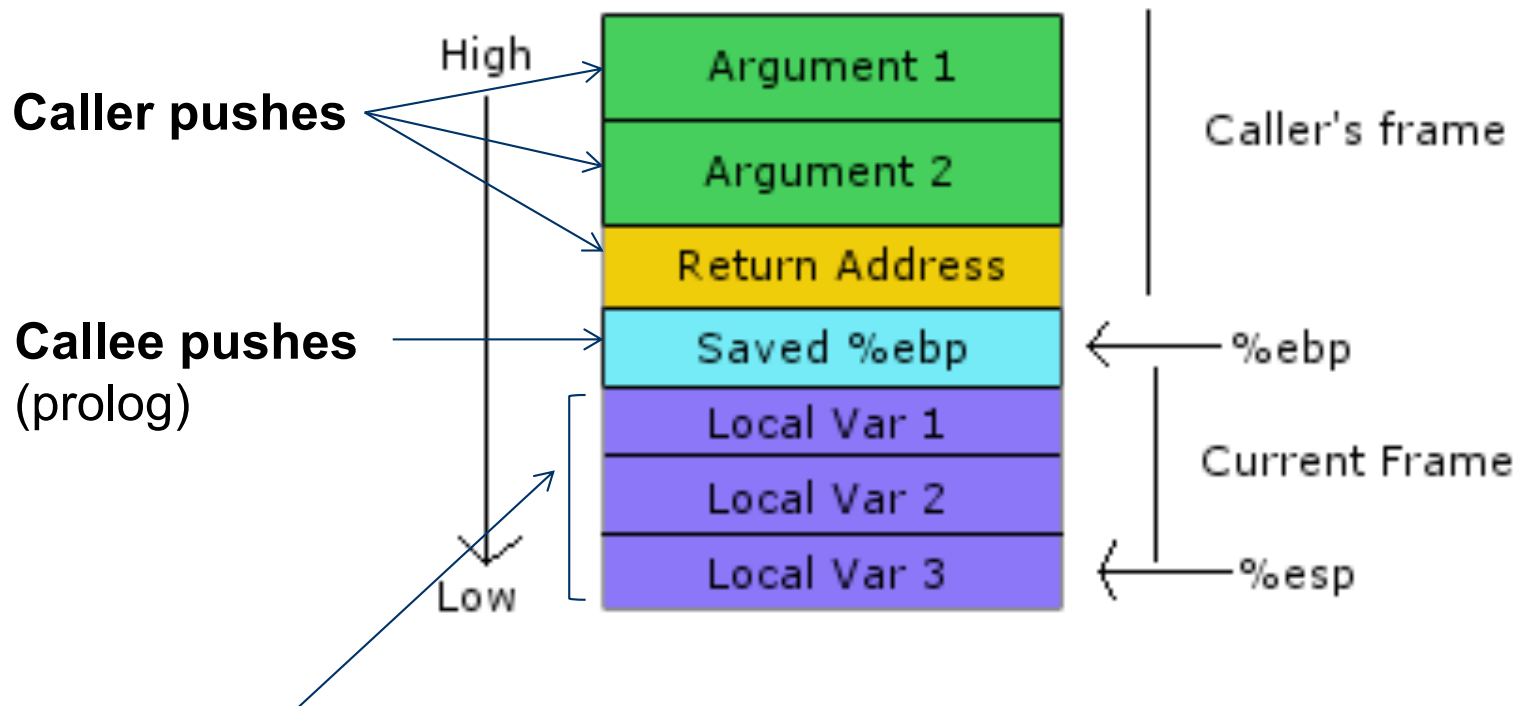 High
Caller pushes
Argument 1
Argument 2
Caller's frame
Return Address
Callee pushes
(prolog)
Saved %ebp
%ebp
Local Var 1
Local Var 2
Local Var 3
Current Frame
%esp
Low